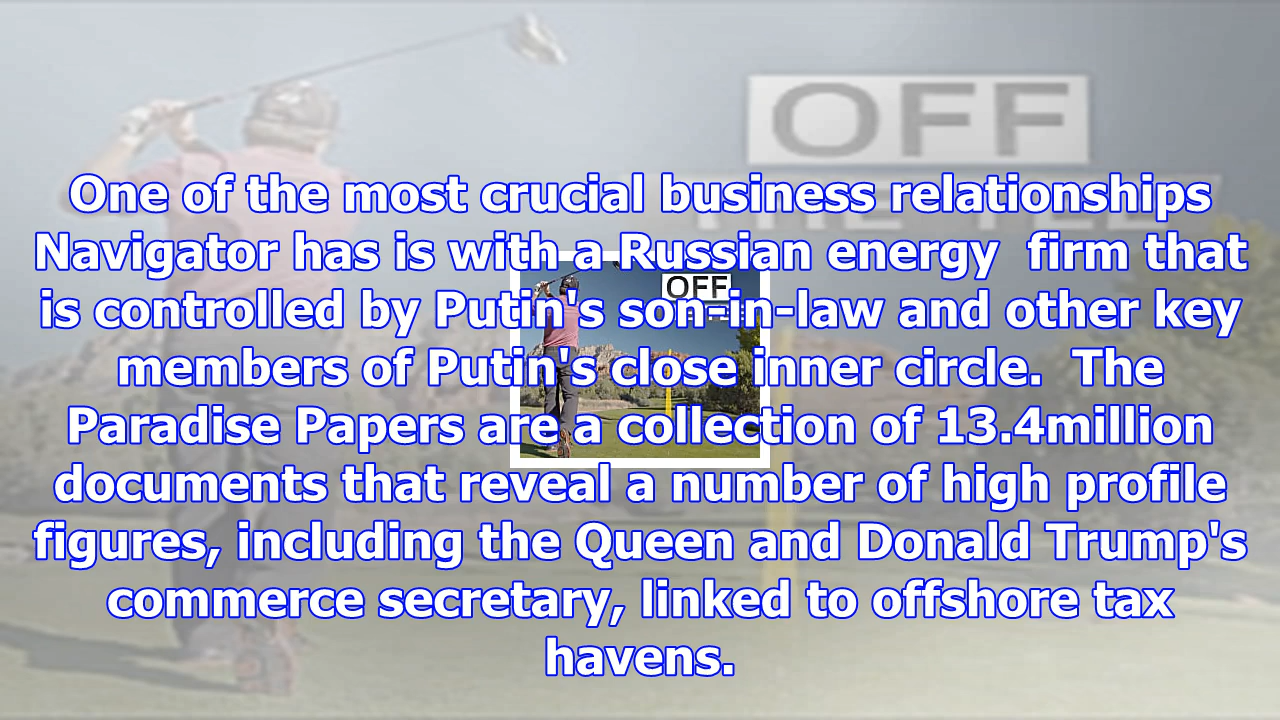 OFF
One of the most crucial business relationships
Navigator has is with a Russian energy  firm that
is controlled by Putin's son-in-law and other key
members of Putin's close inner circle.  The
Paradise Papers are a collection of 13.4million
documents that reveal a number of high profile
figures, including the Queen and Donald Trump's
commerce secretary, linked to offshore tax
havens.
OFF